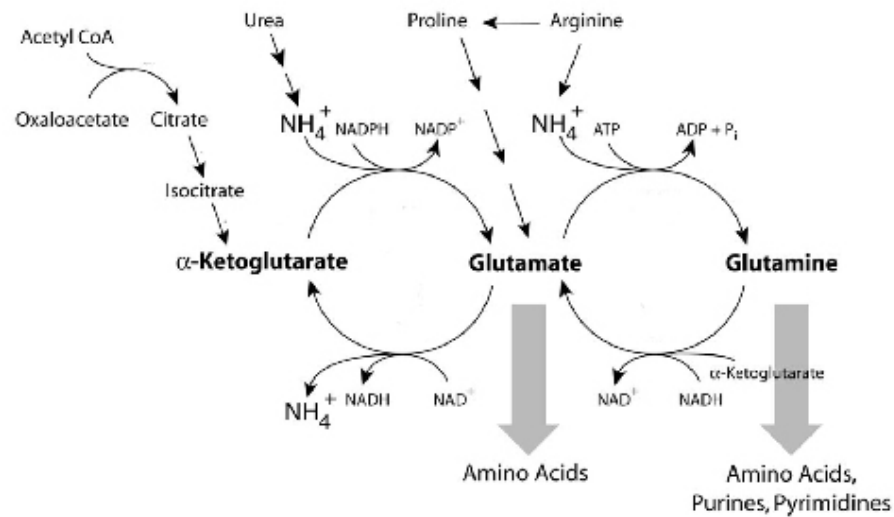 Urea
Proline
Arginine
Acetyl CoA
Oxaloacetate
Citrate
NH₄⁺
NADPH
NADP⁺
NH₄⁺
ATP
ADP + Pᵢ
Isocitrate
α-Ketoglutarate
Glutamate
Glutamine
NH₄⁺
NADH
NAD⁺
NAD⁺
NADH
α-Ketoglutarate
Amino Acids
Amino Acids,
Purines, Pyrimidines